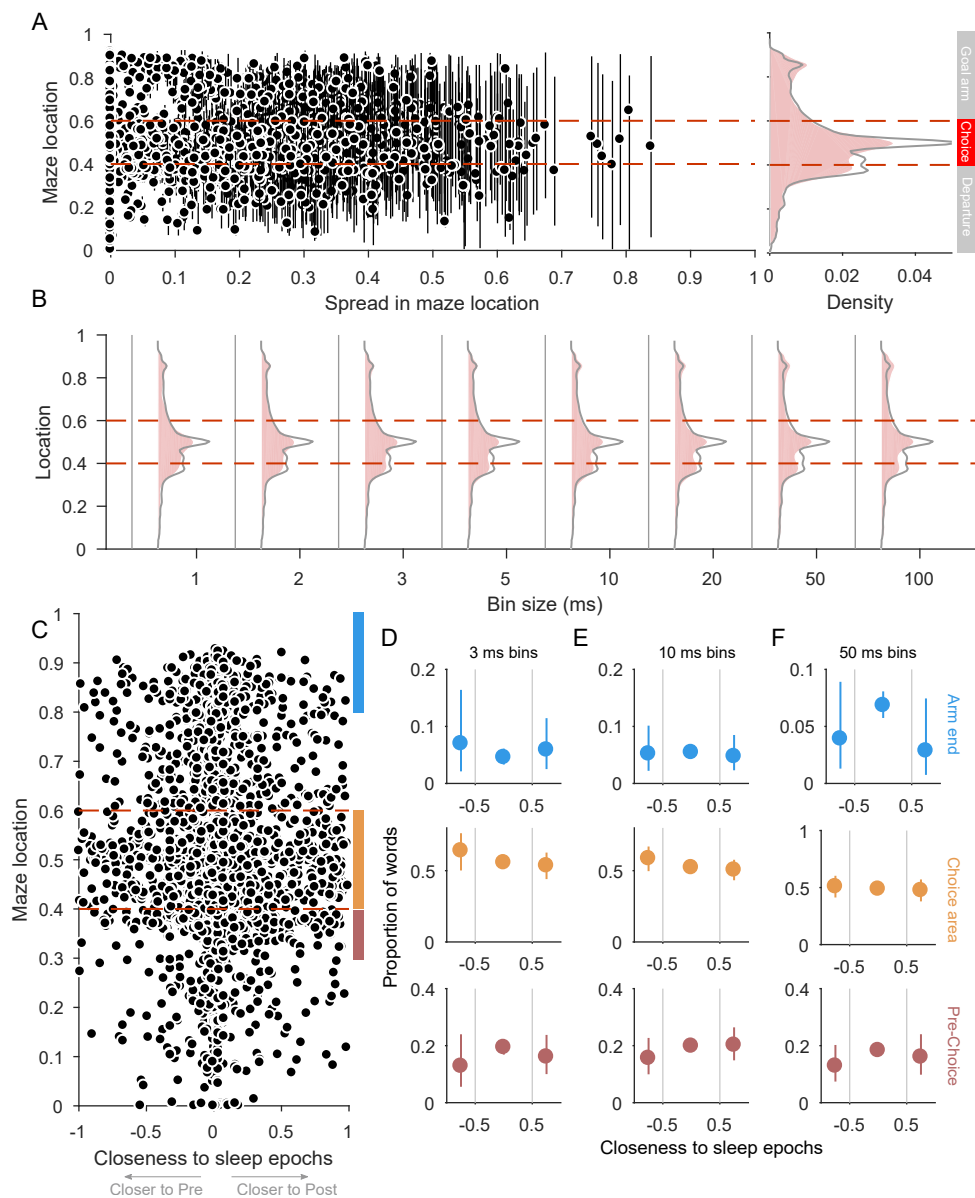 A
1
0.8
0.6
0.4
0.2
0
Maze location
0 0.1 0.2 0.3 0.4 0.5 0.6 0.7 0.8 0.9 1
Spread in maze location
0 0.02 0.04
Density
Goal arm
Choice
Departure
B
1
0.8
0.6
0.4
0.2
0
Location
1 2 3 5 10 20 50 100
Bin size (ms)
C
1
0.9
0.8
0.7
0.6
0.5
0.4
0.3
0.2
0.1
0
Maze location
-1 -0.5 0 0.5 1
Closeness to sleep epochs
Closer to Pre Closer to Post
D
3 ms bins
0.2
0.1
0
-0.5 0.5
0.5
0
-0.5 0.5
0.4
0.2
0
-0.5 0.5
Proportion of words
E
10 ms bins
0.2
0.1
0
-0.5 0.5
0.5
0
-0.5 0.5
0.4
0.2
0
-0.5 0.5
Closeness to sleep epochs
F
50 ms bins
0.1
0.05
0
-0.5 0.5
Arm end
1
0.5
0
-0.5 0.5
Choice area
0.4
0.2
0
-0.5 0.5
Pre-Choice